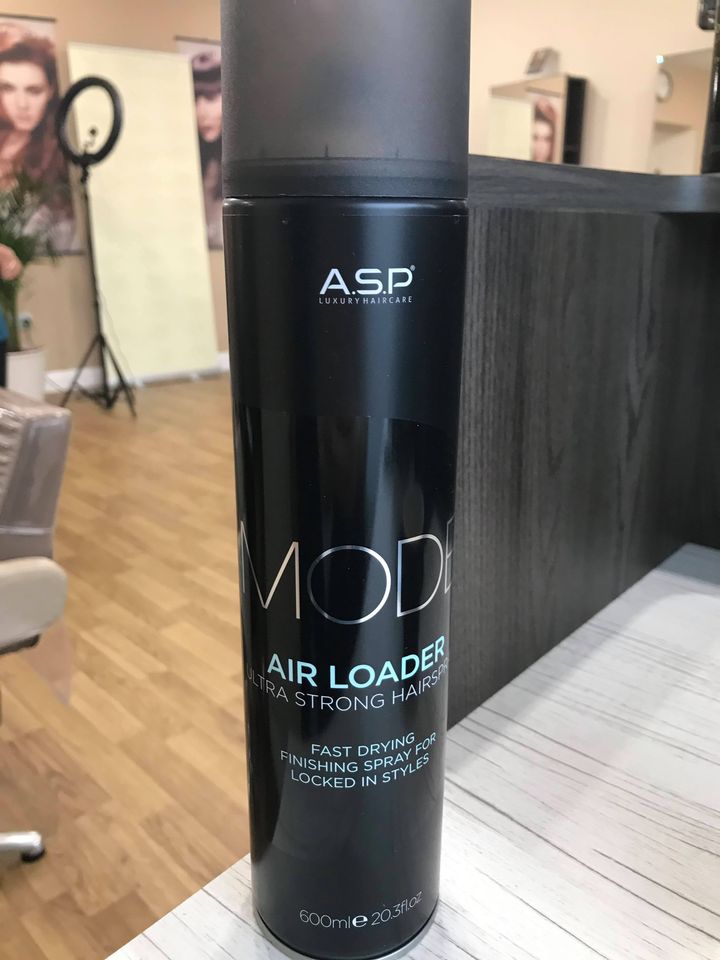 A.S.P®
LUXURY HAIRCARE
MODE
AIR LOADER
ULTRA STRONG HAIRSPRAY
FAST DRYING
FINISHING SPRAY FOR
LOCKED IN STYLES
600ml℮ 20.3fl.oz